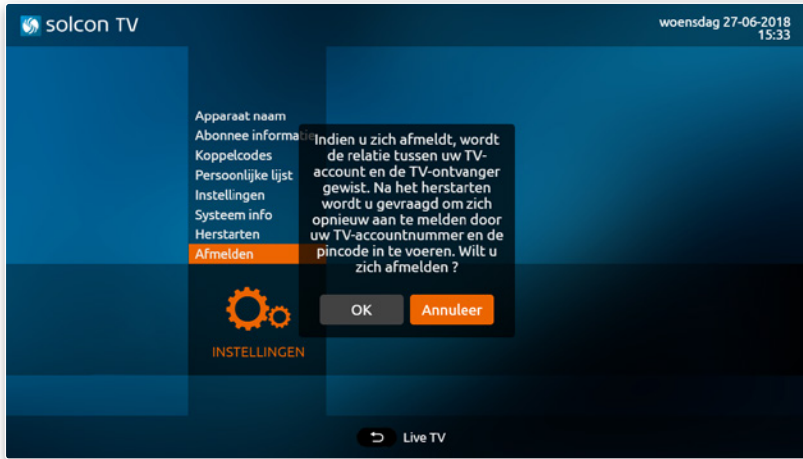 solcon TV
woensdag 27-06-2018
15:33
Apparaat naam
Abonnee informatie
Koppelcodes
Persoonlijke lijst
Instellingen
Systeem info
Herstarten
Afmelden
INSTELLINGEN
Indien u zich afmeldt, wordt
de relatie tussen uw TV-
account en de TV-ontvanger
gewist. Na het herstarten
wordt u gevraagd om zich
opnieuw aan te melden door
uw TV-accountnummer en de
pincode in te voeren. Wilt u
zich afmelden ?
OK
Annuleer
Live TV